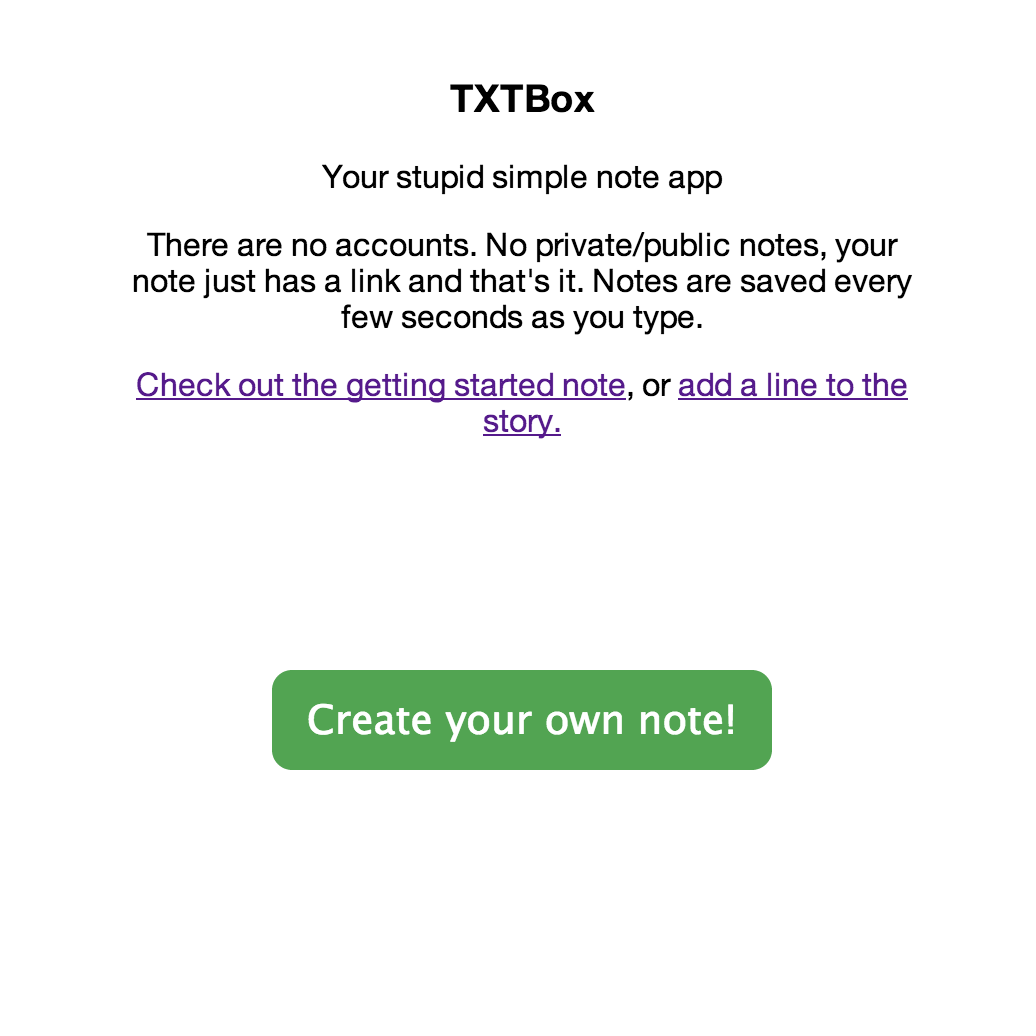 TXTBox
Your stupid simple note app
There are no accounts. No private/public notes, your
note just has a link and that's it. Notes are saved every
few seconds as you type.
Check out the getting started note, or add a line to the
story.
Create your own note!